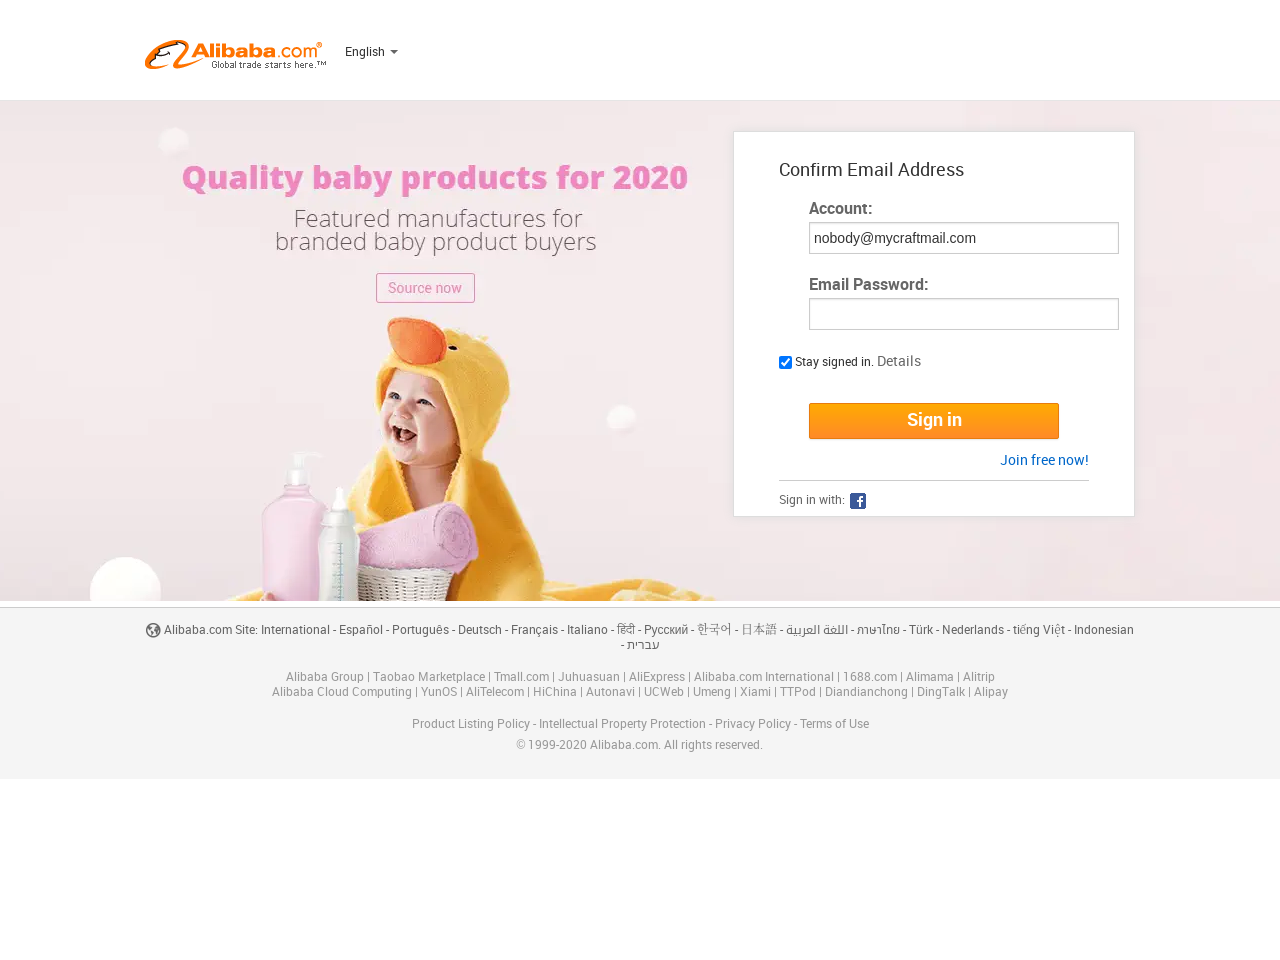 Alibaba.com
Global trade starts here.™
English
Quality baby products for 2020
Featured manufactures for
branded baby product buyers
Source now
Confirm Email Address
Account:
nobody@mycraftmail.com
Email Password:
Stay signed in. Details
Sign in
Join free now!
Sign in with:
Alibaba.com Site: International - Español - Português - Deutsch - Français - Italiano - हिंदी - Русский - 한국어 - 日本語 - اللغة العربية - ภาษาไทย - Türk - Nederlands - tiếng Việt - Indonesian
- עברית
Alibaba Group | Taobao Marketplace | Tmall.com | Juhuasuan | AliExpress | Alibaba.com International | 1688.com | Alimama | Alitrip
Alibaba Cloud Computing | YunOS | AliTelecom | HiChina | Autonavi | UCWeb | Umeng | Xiami | TTPod | Diandianchong | DingTalk | Alipay
Product Listing Policy - Intellectual Property Protection - Privacy Policy - Terms of Use
© 1999-2020 Alibaba.com. All rights reserved.